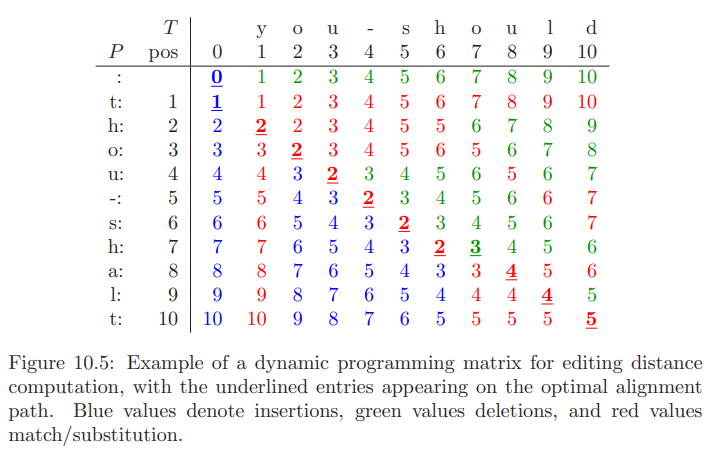 T y o u - s h o u l d
P pos 0 1 2 3 4 5 6 7 8 9 10
: 0 1 2 3 4 5 6 7 8 9 10
t: 1 1 1 2 3 4 5 6 7 8 9 10
h: 2 2 2 2 3 4 5 5 6 7 8 9
o: 3 3 3 2 3 4 5 6 5 6 7 8
u: 4 4 4 3 2 3 4 5 6 5 6 7
-: 5 5 5 4 3 2 3 4 5 6 6 7
s: 6 6 6 5 4 3 2 3 4 5 6 7
h: 7 7 7 6 5 4 3 2 3 4 5 6
a: 8 8 8 7 6 5 4 3 3 4 5 6
l: 9 9 9 8 7 6 5 4 4 4 4 5
t: 10 10 10 9 8 7 6 5 5 5 5 5
Figure 10.5: Example of a dynamic programming matrix for editing distance
computation, with the underlined entries appearing on the optimal alignment
path. Blue values denote insertions, green values deletions, and red values
match/substitution.